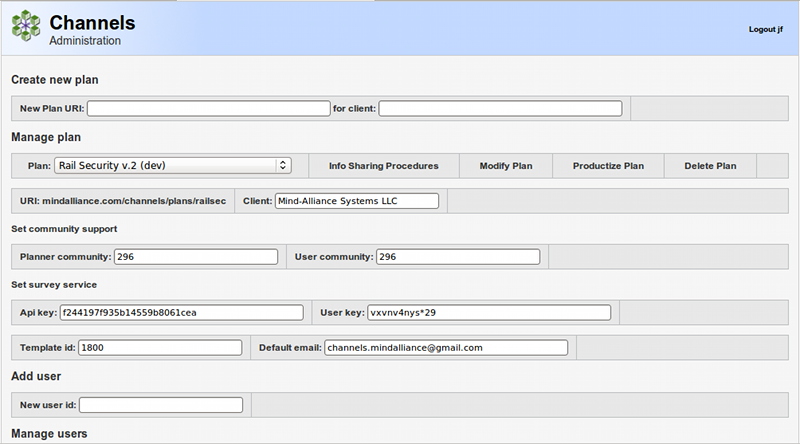 Channels
Administration
Logout jf
Create new plan
New Plan URI: for client:
Manage plan
Plan: Rail Security v.2 (dev) Info Sharing Procedures Modify Plan Productize Plan Delete Plan
URI: mindalliance.com/channels/plans/railsec Client: Mind-Alliance Systems LLC
Set community support
Planner community: 296 User community: 296
Set survey service
Api key: f244197f935b14559b8061cea User key: vxvnv4nys*29
Template id: 1800 Default email: channels.mindalliance@gmail.com
Add user
New user id:
Manage users